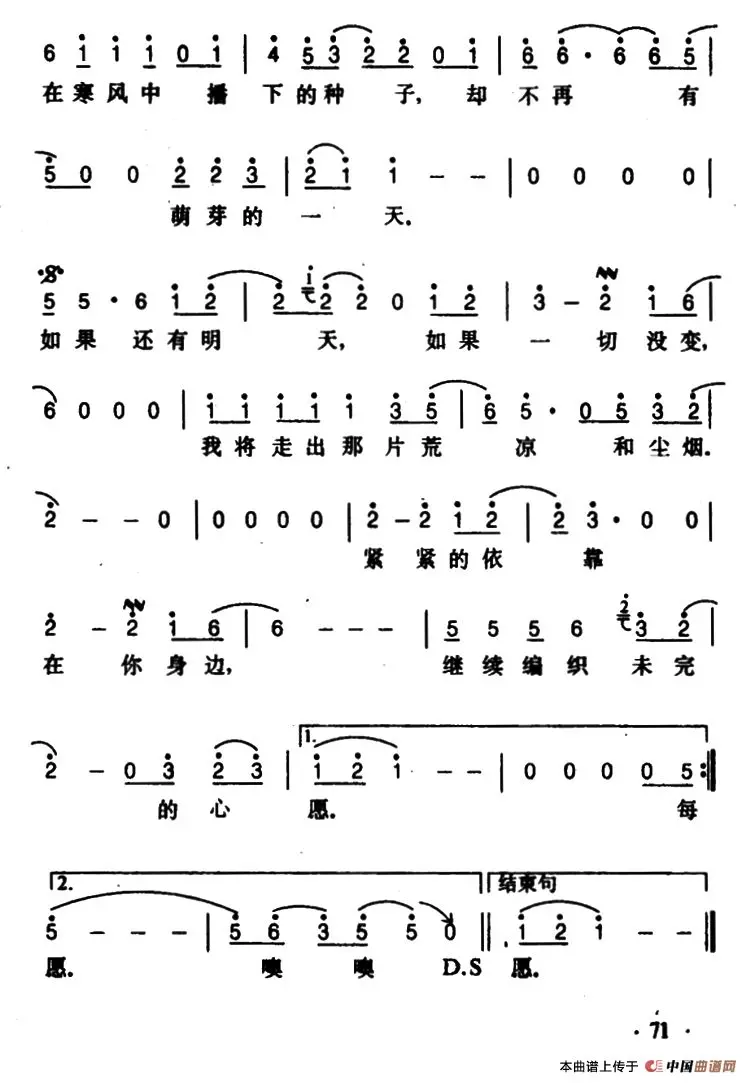 6 1 1 1 0 1 | 4 5 3 2 2 0 1 | 6 6 · 6 6 5 |
在寒风中 播 下的种 子, 却 不再 有
5 0 0 2 2 3 | 2 1 1 - - | 0 0 0 0 |
萌芽的 一 天.
5 5 · 6 1 2 | 2 2 2 0 1 2 | 3 - 2 1 6 |
如果 还有明 天, 如果 一 切没变,
6 0 0 0 | 1 1 1 1 1 3 5 | 6 5 · 0 5 3 2 |
我将走出那 片荒 凉 和尘烟.
2 - - 0 | 0 0 0 0 | 2 - 2 1 2 | 2 3 · 0 0 |
紧 紧的依 靠
2 - 2 1 6 | 6 - - - | 5 5 5 6 3 2 |
在 你身边, 继续编织 未完
1.
2 - 0 3 2 3 | 1 2 1 - - | 0 0 0 0 5 :||
的心 愿. 每
2. 结束句
5 - - - | 5 6 3 5 5 0 || 1 2 1 - - ||
愿. 噢 噢 D.S 愿.
· 71 ·
本曲谱上传于 中国曲谱网